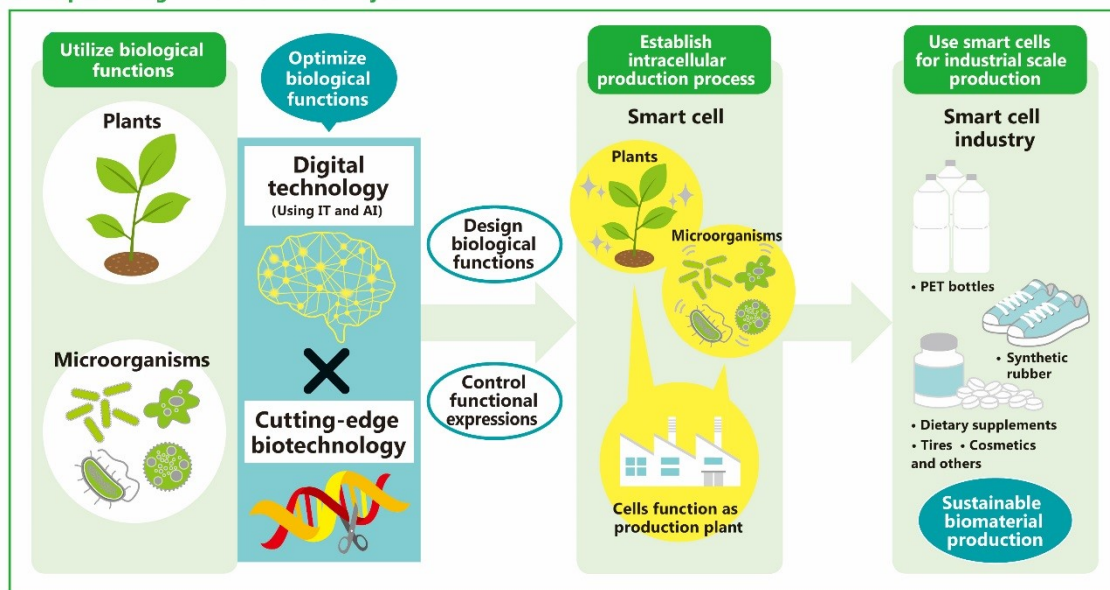 Utilize biological
functions
Plants
Microorganisms
Optimize
biological
functions
Digital
technology
(Using IT and AI)
Cutting-edge
biotechnology
Design
biological
functions
Control
functional
expressions
Establish
intracellular
production process
Smart cell
Plants
Microorganisms
Cells function as
production plant
Use smart cells
for industrial scale
production
Smart cell
industry
• PET bottles
• Synthetic
rubber
• Dietary supplements
• Tires • Cosmetics
and others
Sustainable
biomaterial
production